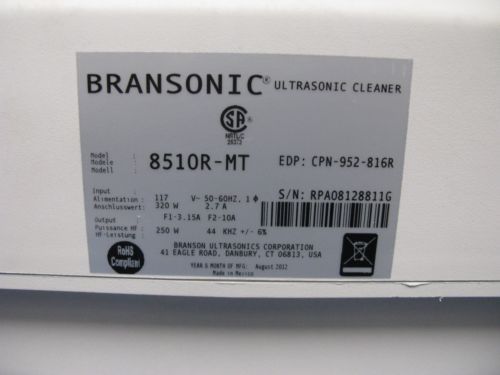 BRANSONIC® ULTRASONIC CLEANER
SA
NRTL/C
Model
Modele
Modell
8510R-MT
EDP: CPN-952-816R
Input
Alimentation :
Anschlusswert:
117 V~ 50-60HZ, 1 ϕ
320 W 2.7 A
F1-3.15A F2-10A
S/N: RPA08128811G
Output
Puissance HF :
HF-Leistung :
250 W 44 KHZ +/- 6%
BRANSON ULTRASONICS CORPORATION
41 EAGLE ROAD, DANBURY, CT 06813, USA
YEAR & MONTH OF MFG: August 2012
Made in Mexico
RoHS
Compliant